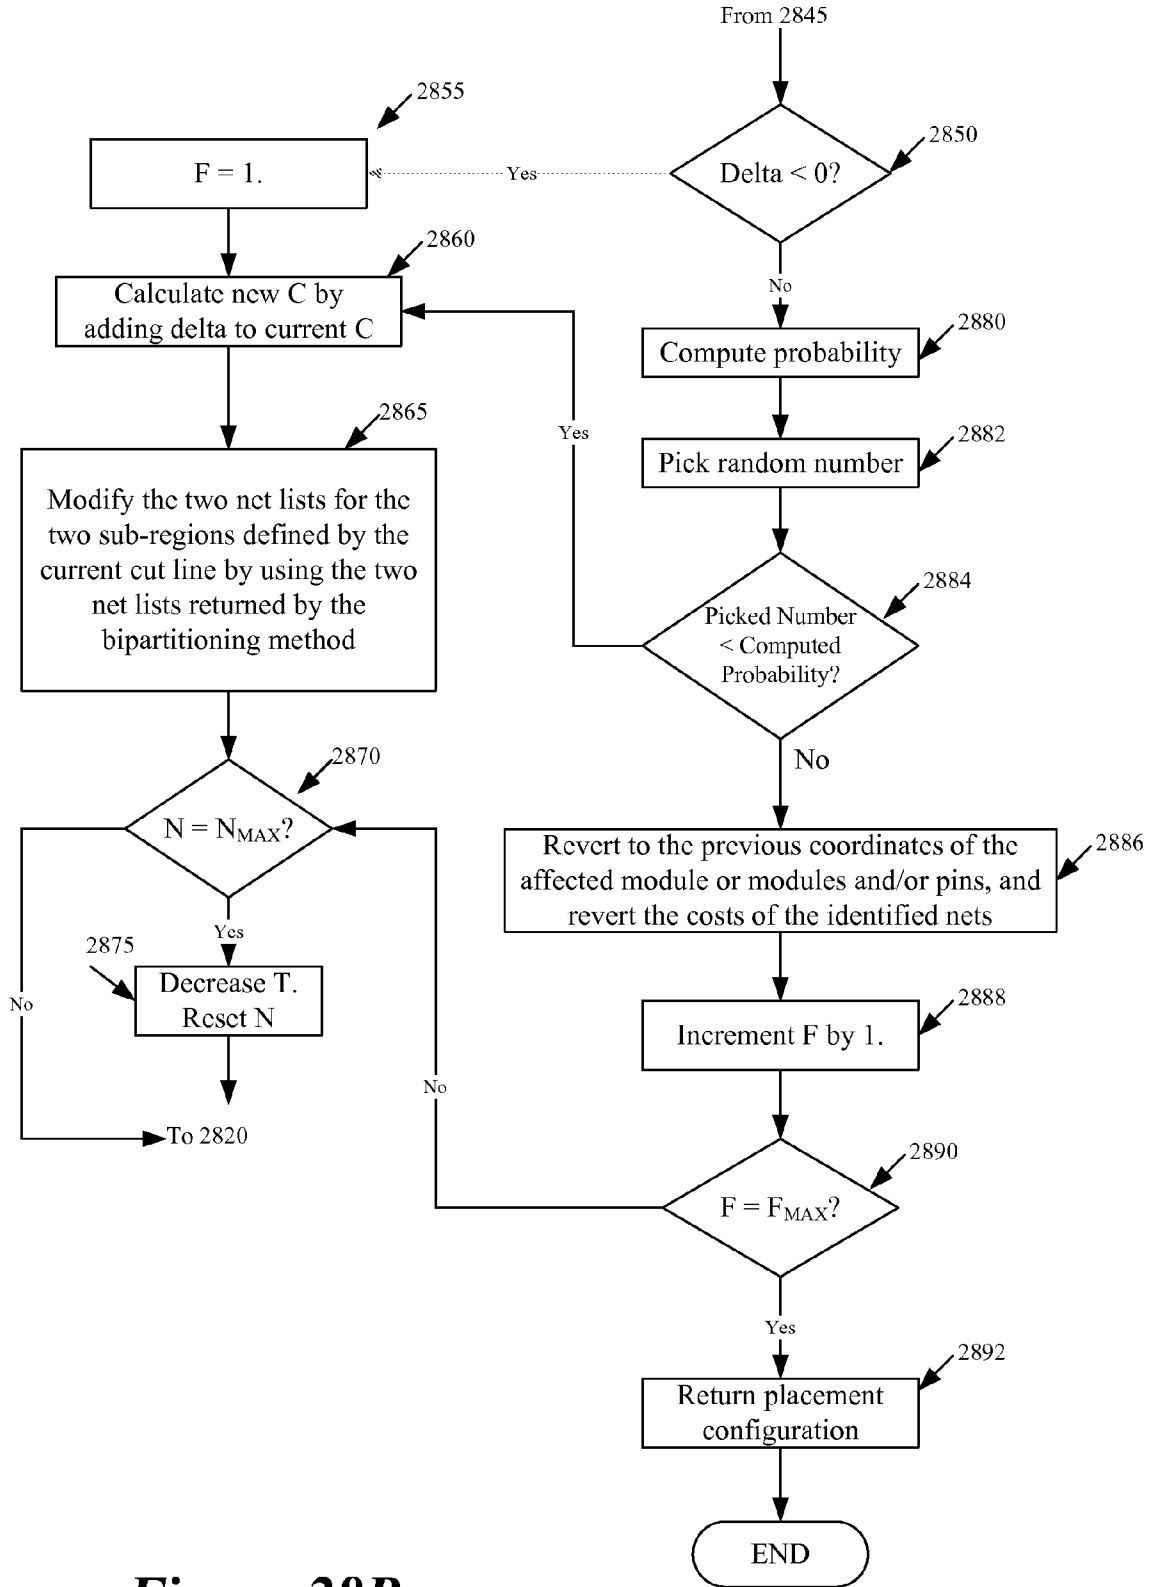 From 2845
2855
2850
F = 1.
Yes
Delta < 0?
2860
No
Calculate new C by
adding delta to current C
2880
Compute probability
2865
Yes
2882
Pick random number
Modify the two net lists for the
two sub-regions defined by the
current cut line by using the two
net lists returned by the
bipartitioning method
2884
Picked Number
< Computed
Probability?
2870
No
N = NMAX?
2886
Revert to the previous coordinates of the
affected module or modules and/or pins, and
revert the costs of the identified nets
Yes
2875
Decrease T.
Reset N
No
2888
Increment F by 1.
No
To 2820
2890
F = FMAX?
Yes
2892
Return placement
configuration
END